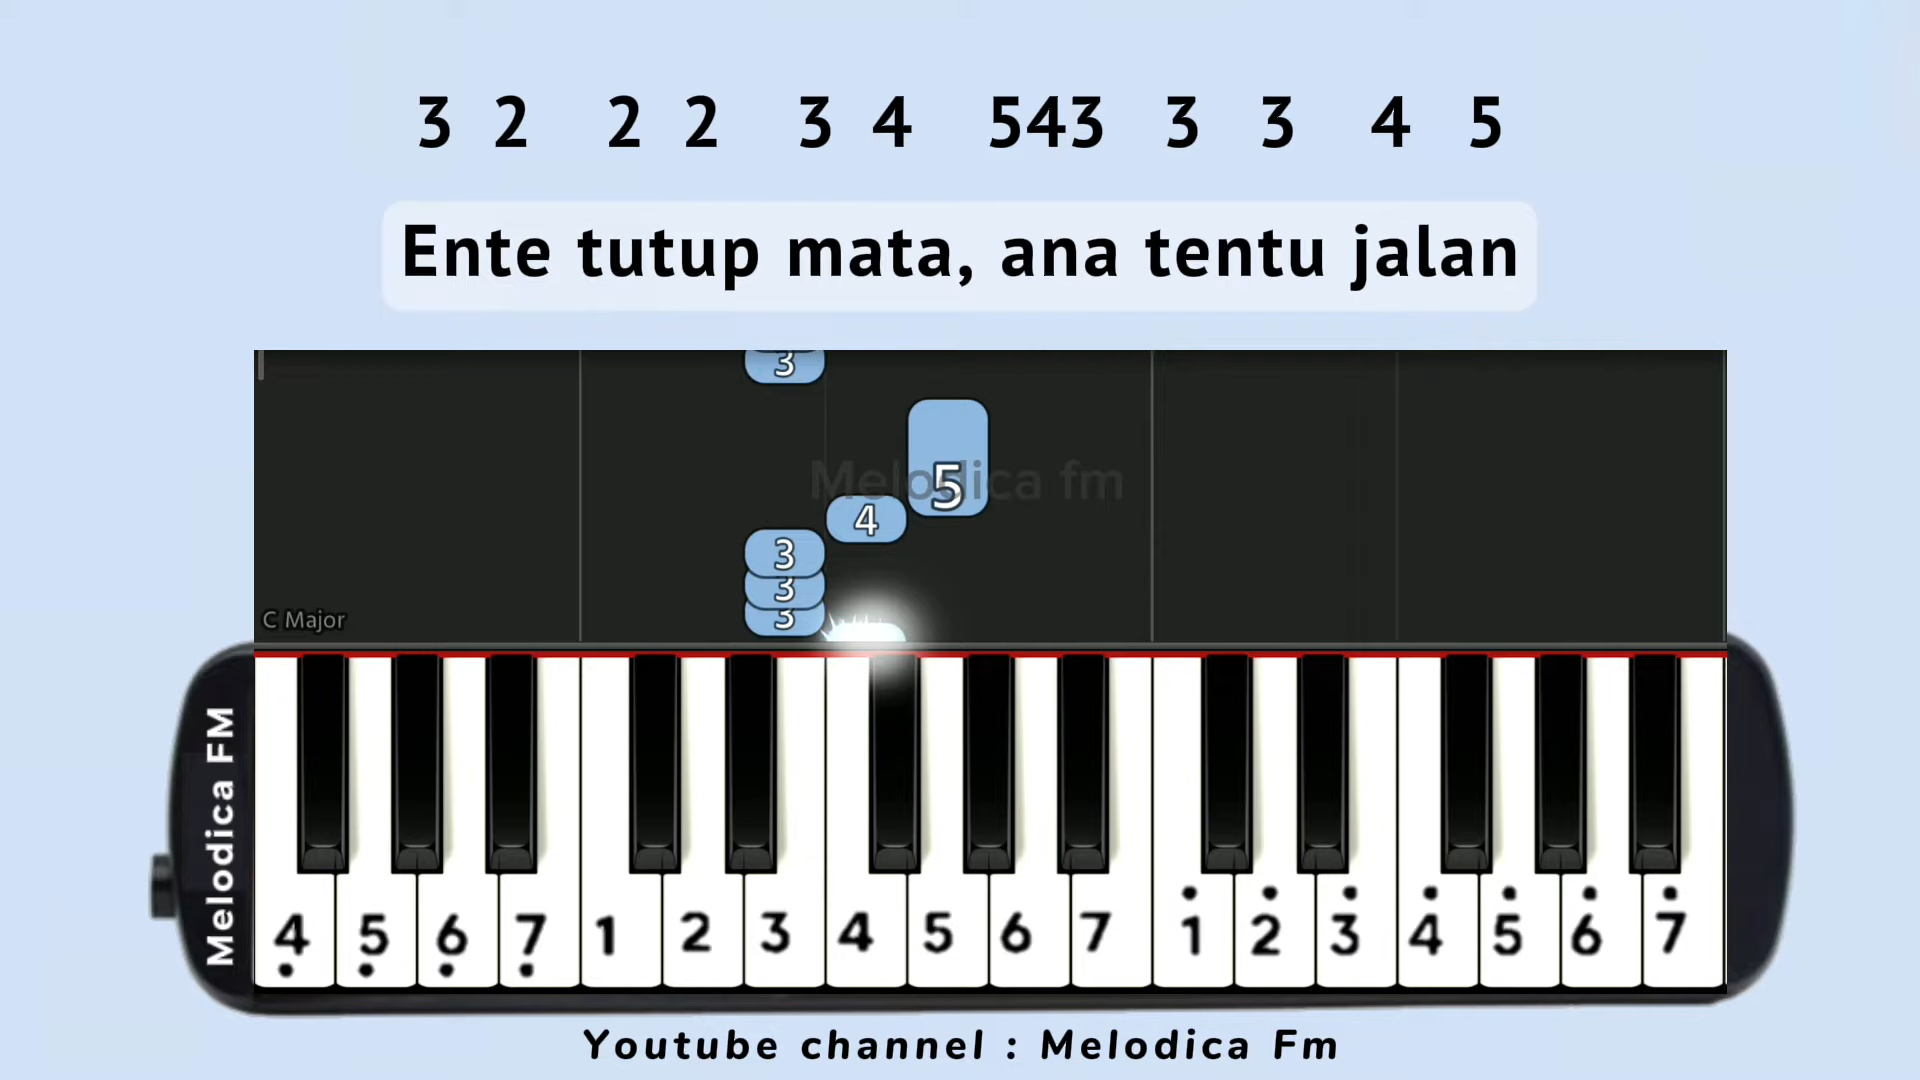 3 2 2 2 3 4 543 3 3 4 5
Ente tutup mata, ana tentu jalan
3
5
Melodica fm
4
3
3
3
C Major
Melodica FM
4 5 6 7 1 2 3 4 5 6 7 1 2 3 4 5 6 7
Youtube channel : Melodica Fm